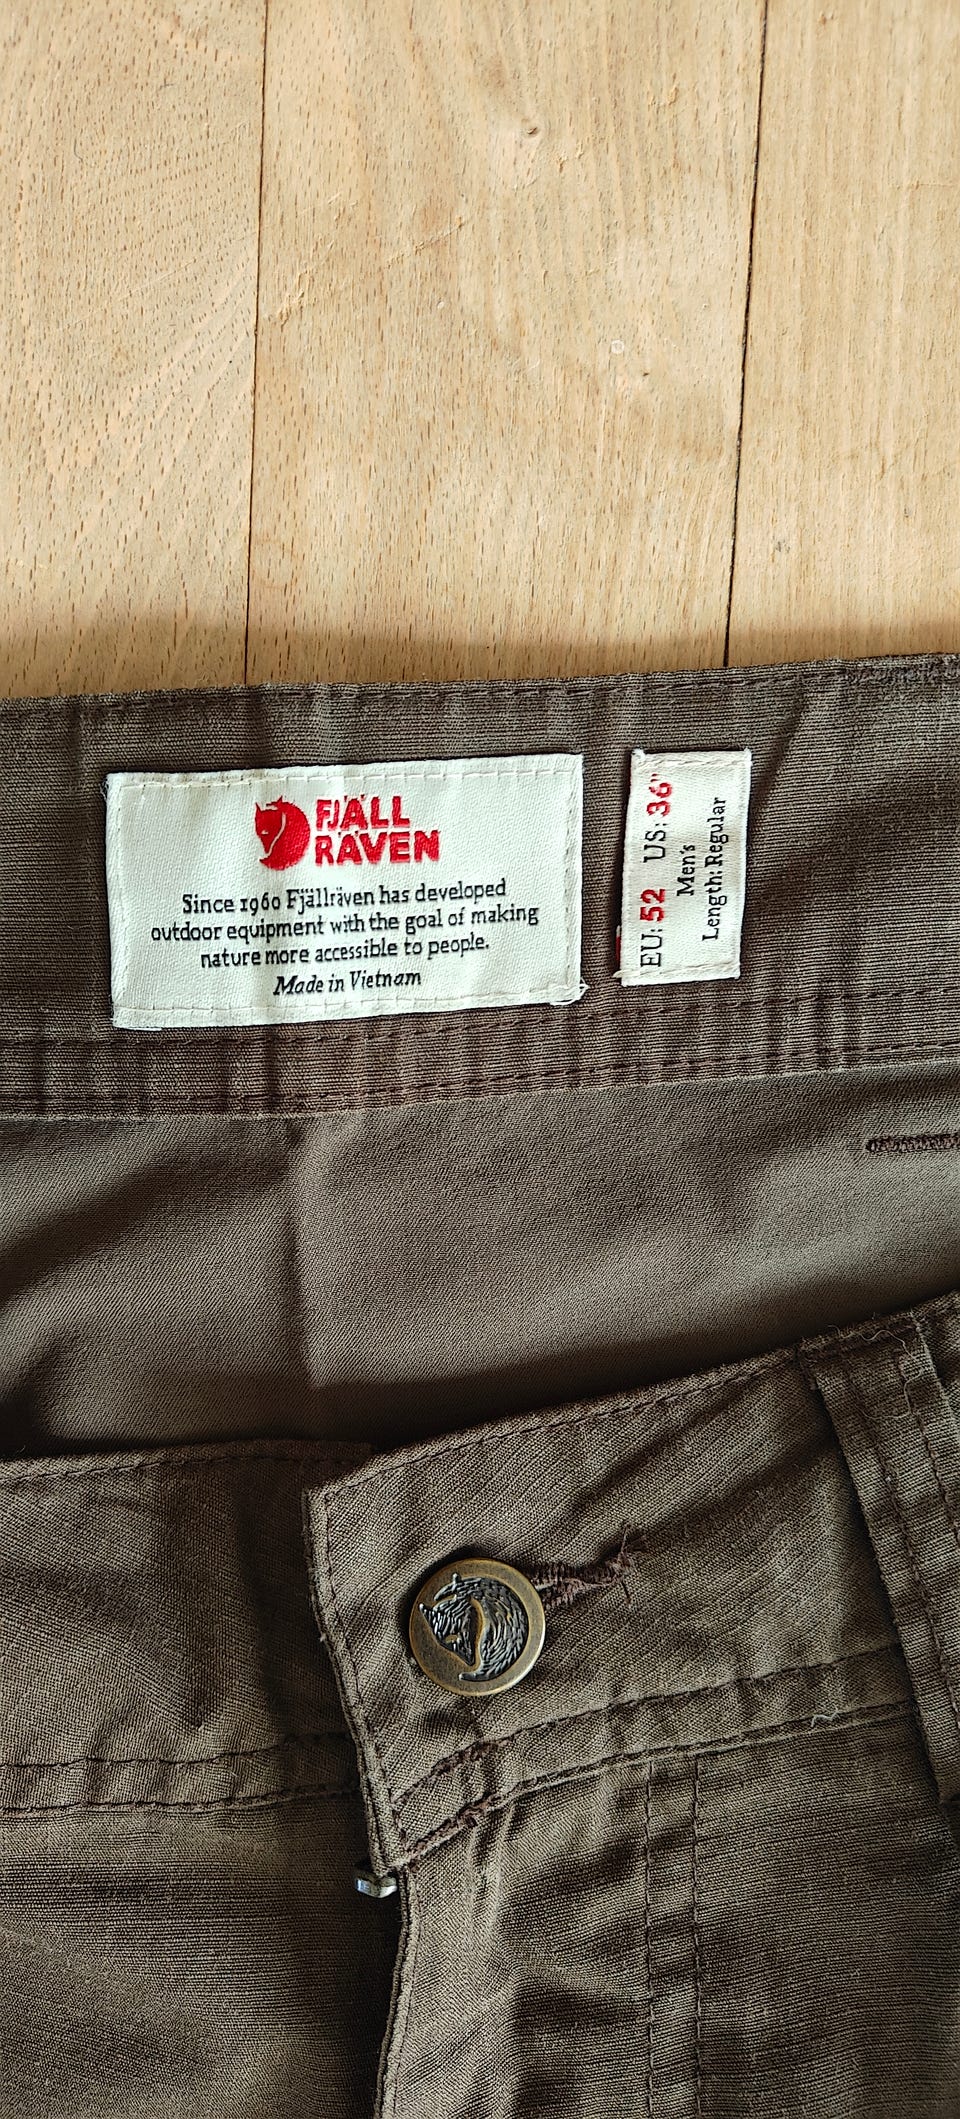 FJÄLL
RÄVEN
Since 1960 Fjällräven has developed
outdoor equipment with the goal of making
nature more accessible to people.
Made in Vietnam
EU: 52 US: 36"
Men's
Length: Regular